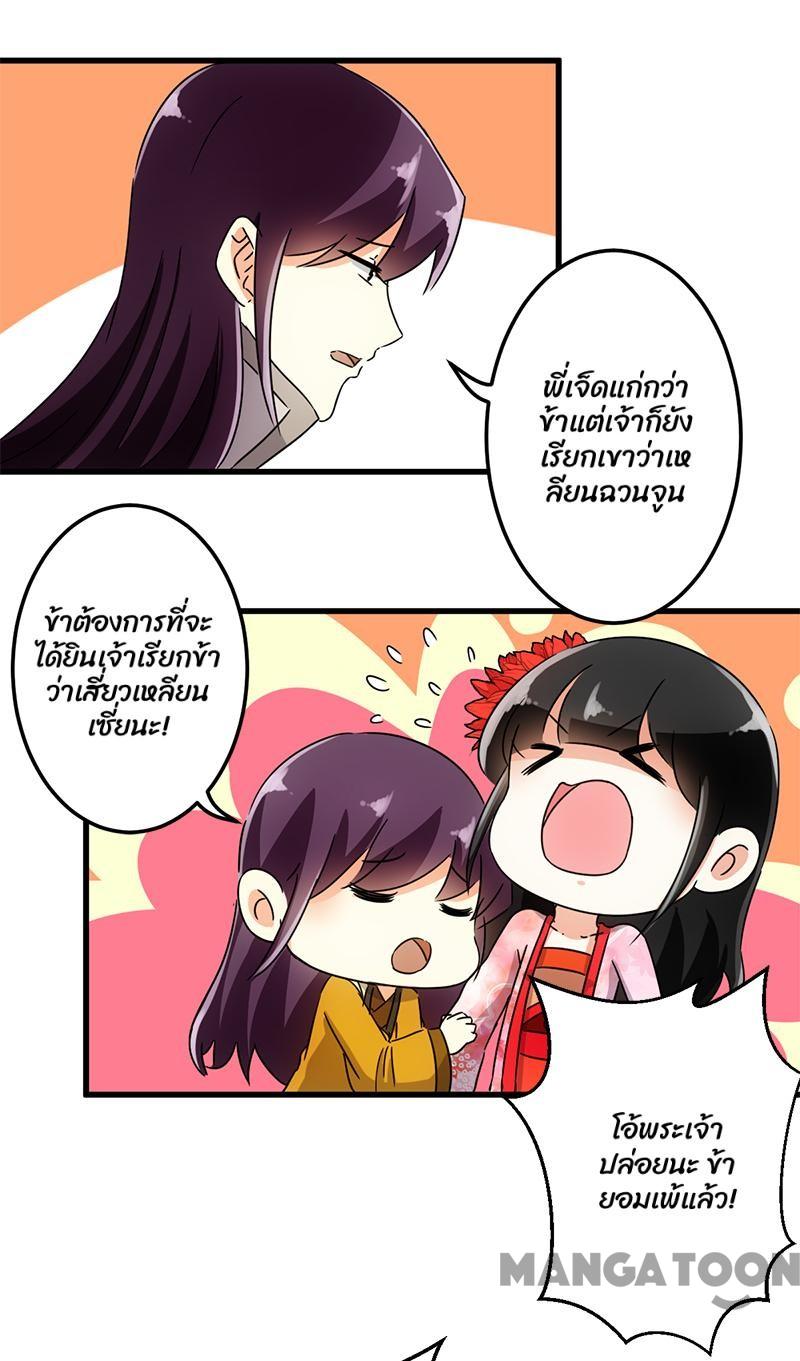 พี่เจ็ดแก่กว่า
ข้าแต่เจ้าก็ยัง
เรียกเขาว่าเห
ลียนฉวนจูน
ข้าต้องการที่จะ
ได้ยินเจ้าเรียกข้า
ว่าเสี่ยวเหลียน
เซี่ยนะ!
โอ้พระเจ้า
ปล่อยนะ ข้า
ยอมเพ้แล้ว!
MANGATOON